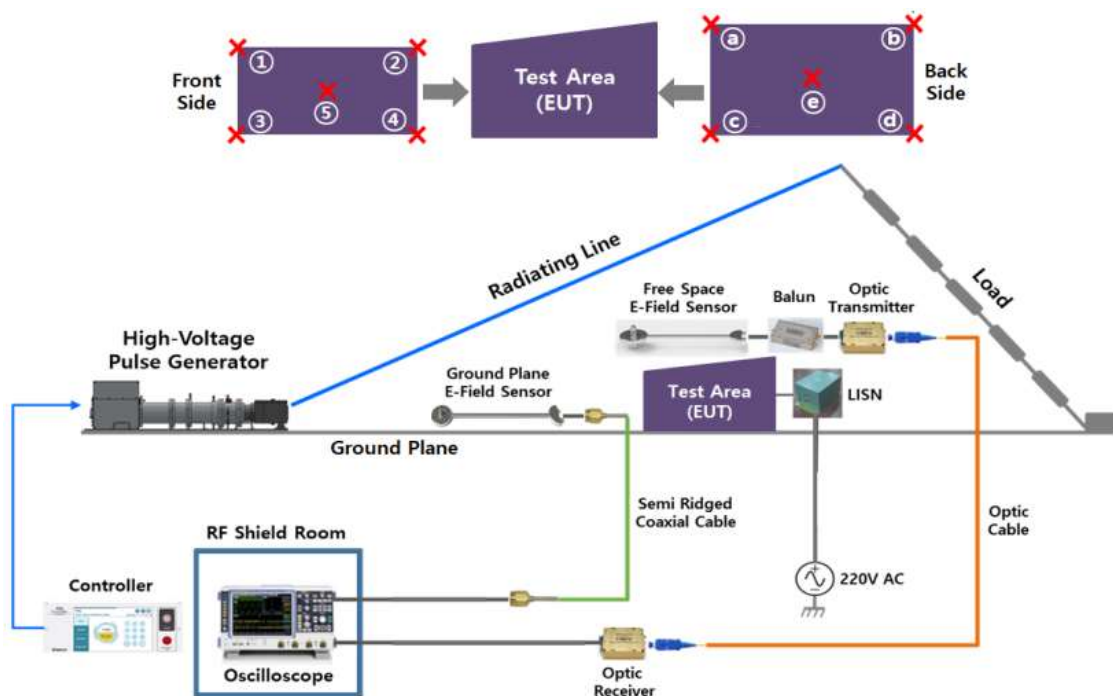 Front
Side
①
②
③
④
⑤
Test Area
(EUT)
ⓐ
ⓑ
ⓒ
ⓓ
ⓔ
Back
Side
Radiating Line
Load
Free Space
E-Field Sensor
Balun
Optic
Transmitter
High-Voltage
Pulse Generator
Ground Plane
E-Field Sensor
Test Area
(EUT)
LISN
Ground Plane
Semi Ridged
Coaxial Cable
Optic
Cable
RF Shield Room
Controller
220V AC
Oscilloscope
Optic
Receiver